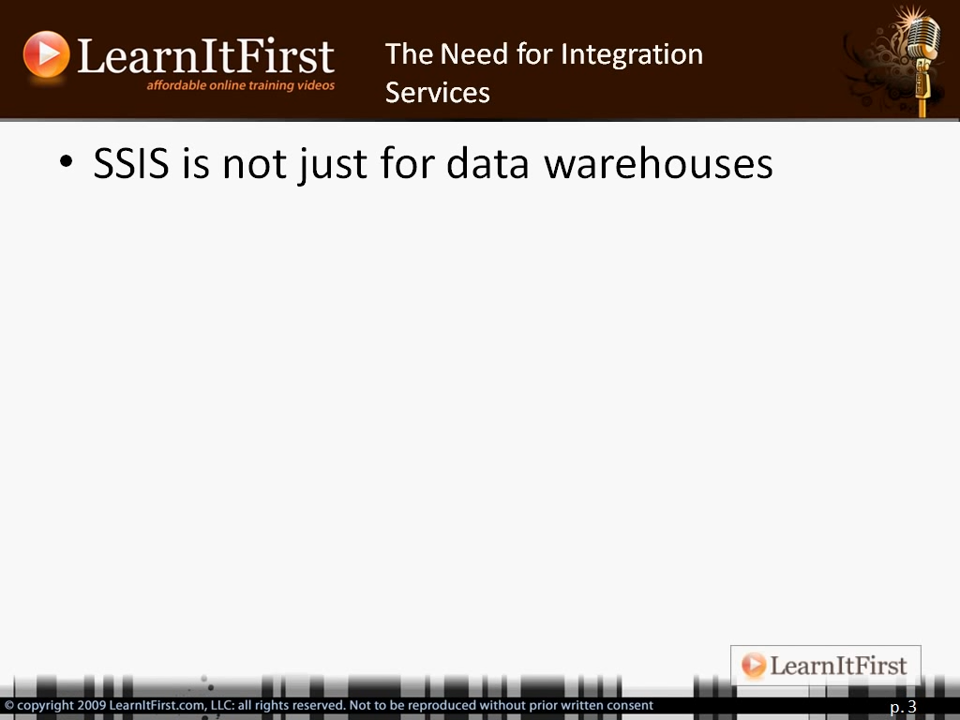 LearnItFirst
affordable online training videos
The Need for Integration
Services
• SSIS is not just for data warehouses
LearnItFirst
© copyright 2009 LearnItFirst.com, LLC: all rights reserved. Not to be reproduced without prior written consent
p. 3